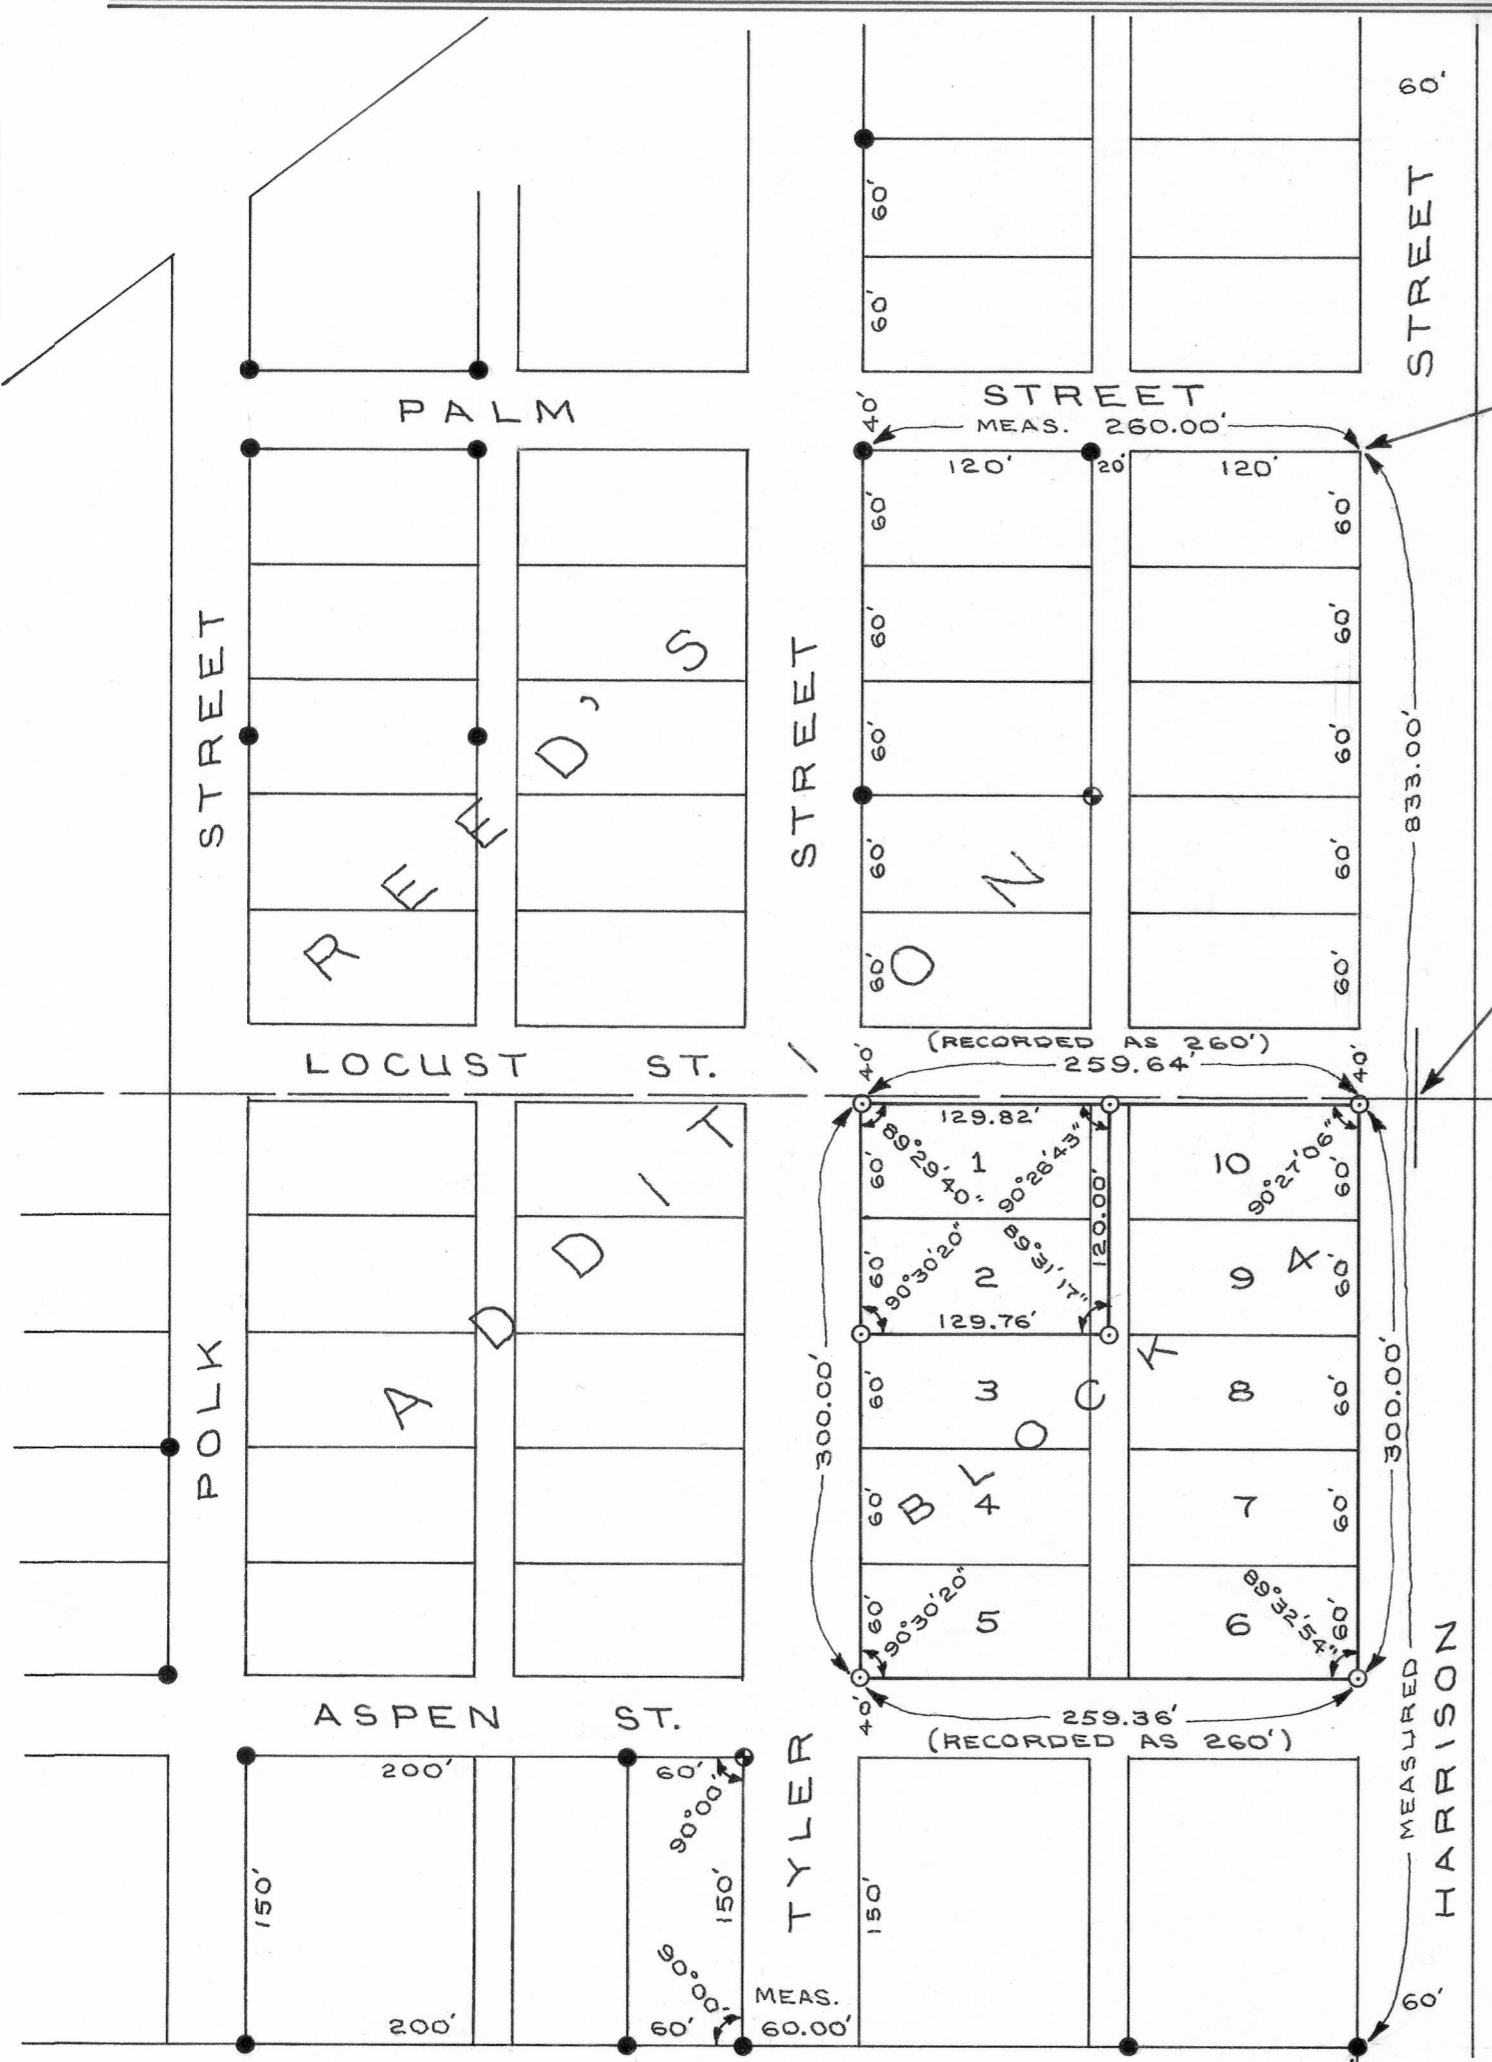 60'
STREET
60'
60'
PALM STREET
40'
MEAS. 260.00'
120' 20' 120'
60' 60'
60' 60'
60' 60'
60' 60'
60' 60'
STREET
STREET
833.00'
MEASURED
REED'S
ADDITION
(RECORDED AS 260')
LOCUST ST.
40' 259.64' 40'
129.82'
89°29'40"
90°28'43"
90°27'06"
1 10
60' 60'
120.00'
90°30'20"
89°31'17"
2 9
60' 60'
129.76'
300.00' 300.00'
3 8
60' 60'
BLOCK 4
4 7
60' 60'
90°30'20"
89°32'54"
5 6
60' 60'
POLK
ASPEN ST.
40'
259.36'
(RECORDED AS 260')
TYLER
HARRISON
200' 60'
90°00'
150' 150' 150'
90°00'
MEAS.
200' 60' 60.00'
60'